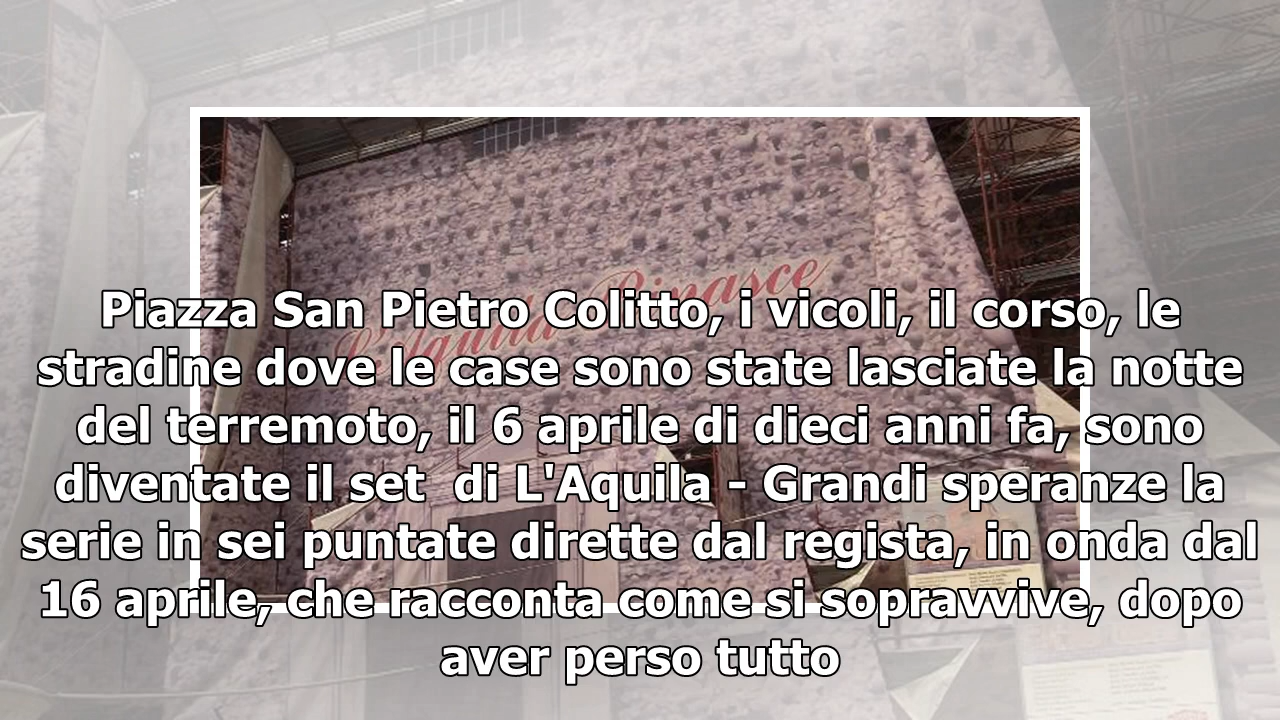 L'Aquila Rinasce
Piazza San Pietro Colitto, i vicoli, il corso, le
stradine dove le case sono state lasciate la notte
del terremoto, il 6 aprile di dieci anni fa, sono
diventate il set  di L'Aquila - Grandi speranze la
serie in sei puntate dirette dal regista, in onda dal
16 aprile, che racconta come si sopravvive, dopo
aver perso tutto